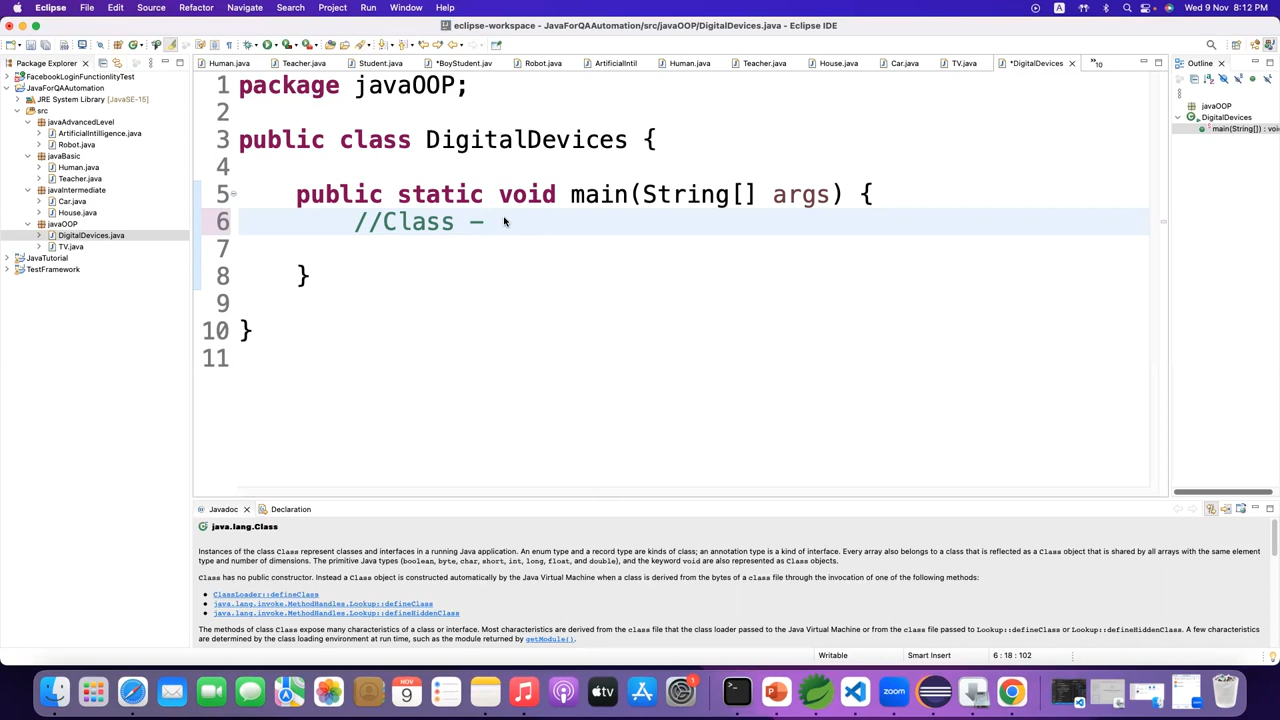 Eclipse File Edit Source Refactor Navigate Search Project Run Window Help A Wed 9 Nov 8:12 PM
eclipse-workspace - JavaForQAAutomation/src/javaOOP/DigitalDevices.java - Eclipse IDE
Package Explorer
FacebookLoginFunctionlityTest
JavaForQAAutomation
JRE System Library [JavaSE-15]
src
javaAdvancedLevel
ArtificialIntilligence.java
Robot.java
javaBasic
Human.java
Teacher.java
javaIntermediate
Car.java
House.java
javaOOP
DigitalDevices.java
TV.java
JavaTutorial
TestFramework
Human.java Teacher.java Student.java *BoyStudent.jav Robot.java ArtificialIntil Human.java Teacher.java House.java Car.java TV.java *DigitalDevices »10
1 package javaOOP;
2
3 public class DigitalDevices {
4
5 public static void main(String[] args) {
6 //Class -
7
8 }
9
10 }
11
Outline
javaOOP
DigitalDevices
main(String[]) : voi
Javadoc Declaration
java.lang.Class
Instances of the class Class represent classes and interfaces in a running Java application. An enum type and a record type are kinds of class; an annotation type is a kind of interface. Every array also belongs to a class that is reflected as a Class object that is shared by all arrays with the same element
type and number of dimensions. The primitive Java types (boolean, byte, char, short, int, long, float, and double), and the keyword void are also represented as Class objects.
Class has no public constructor. Instead a Class object is constructed automatically by the Java Virtual Machine when a class is derived from the bytes of a class file through the invocation of one of the following methods:
• ClassLoader::defineClass
• java.lang.invoke.MethodHandles.Lookup::defineClass
• java.lang.invoke.MethodHandles.Lookup::defineHiddenClass
The methods of class Class expose many characteristics of a class or interface. Most characteristics are derived from the class file that the class loader passed to the Java Virtual Machine or from the class file passed to Lookup::defineClass or Lookup::defineHiddenClass. A few characteristics
are determined by the class loading environment at run time, such as the module returned by getModule().
Writable Smart Insert 6 : 18 : 102
NOV
9
tv
zoom
1